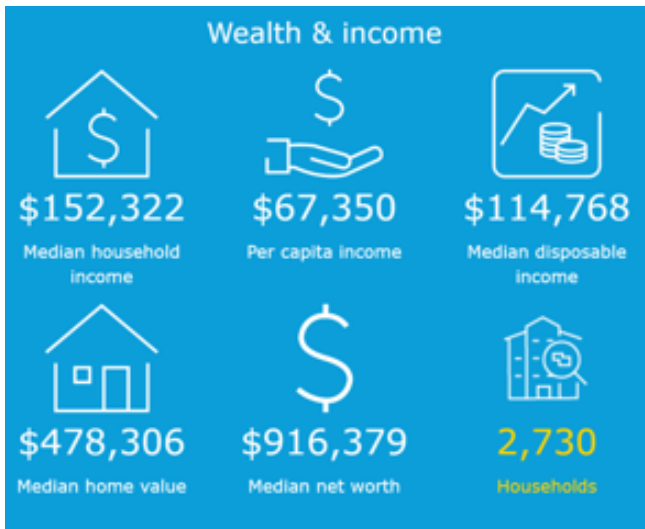 Wealth & income
$152,322
Median household
income
$67,350
Per capita income
$114,768
Median disposable
income
$478,306
Median home value
$916,379
Median net worth
2,730
Households